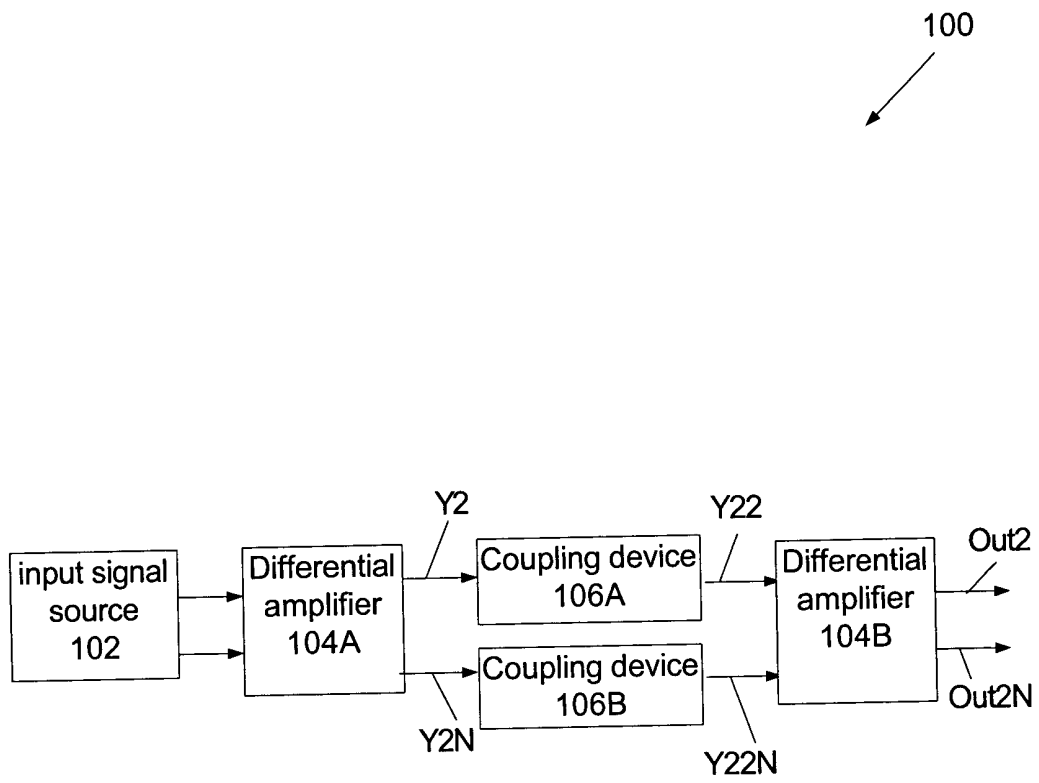 100
Y2
Y22
Out2
input signal
source
102
Differential
amplifier
104A
Coupling device
106A
Differential
amplifier
104B
Coupling device
106B
Y2N
Y22N
Out2N